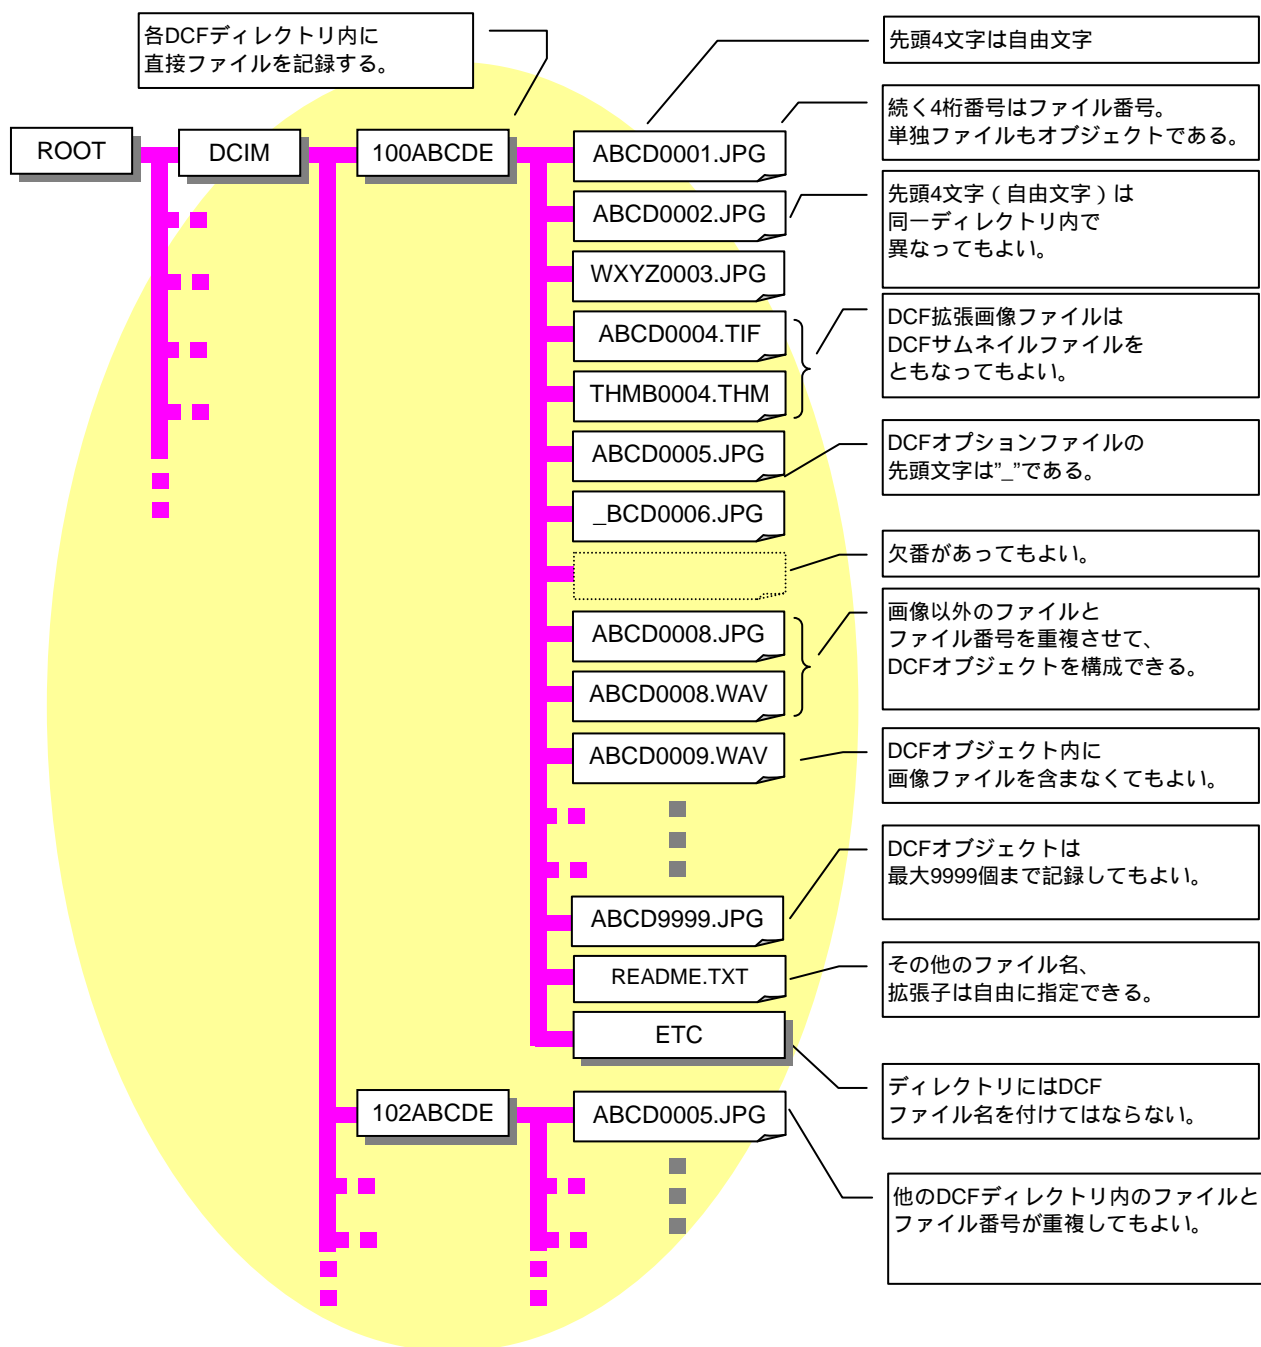 各DCFディレクトリ内に
直接ファイルを記録する。
先頭4文字は自由文字
続く4桁番号はファイル番号。
単独ファイルもオブジェクトである。
ROOT
DCIM
100ABCDE
ABCD0001.JPG
先頭4文字(自由文字)は
同一ディレクトリ内で
異なってもよい。
ABCD0002.JPG
WXYZ0003.JPG
DCF拡張画像ファイルは
DCFサムネイルファイルを
ともなってもよい。
ABCD0004.TIF
THMB0004.THM
DCFオプションファイルの
先頭文字は”_”である。
ABCD0005.JPG
_BCD0006.JPG
欠番があってもよい。
画像以外のファイルと
ファイル番号を重複させて、
DCFオブジェクトを構成できる。
ABCD0008.JPG
ABCD0008.WAV
ABCD0009.WAV
DCFオブジェクト内に
画像ファイルを含まなくてもよい。
DCFオブジェクトは
最大9999個まで記録してもよい。
ABCD9999.JPG
その他のファイル名、
拡張子は自由に指定できる。
README.TXT
ETC
ディレクトリにはDCF
ファイル名を付けてはならない。
102ABCDE
ABCD0005.JPG
他のDCFディレクトリ内のファイルと
ファイル番号が重複してもよい。